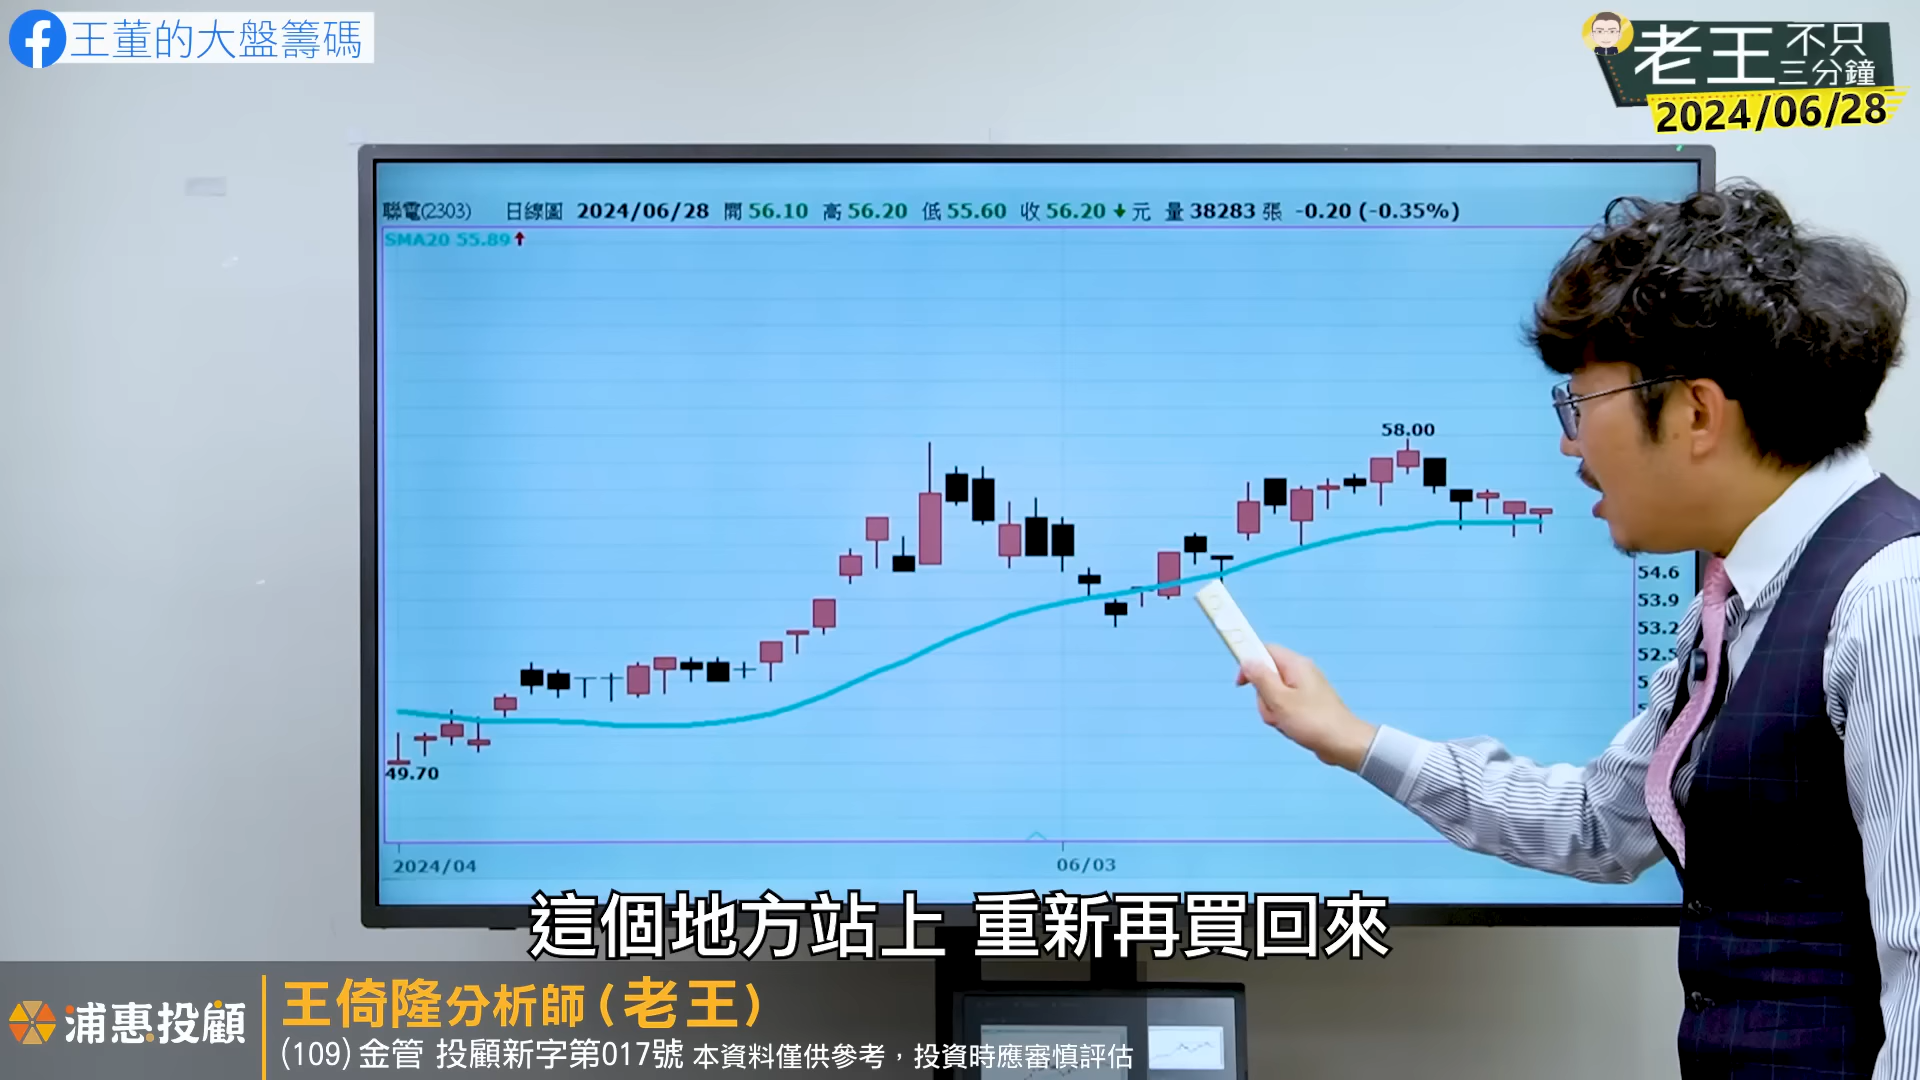 王董的大盤籌碼
老王 不只三分鐘
2024/06/28
聯電(2303) 日線圖 2024/06/28 開 56.10 高 56.20 低 55.60 收 56.20 元 量 38283 張 -0.20 (-0.35%)
SMA20 55.89
58.00
54.6
53.9
53.2
52.5
49.70
2024/04 06/03
這個地方站上 重新再買回來
浦惠投顧
王倚隆分析師(老王)
(109)金管 投顧新字第017號 本資料僅供參考，投資時應審慎評估